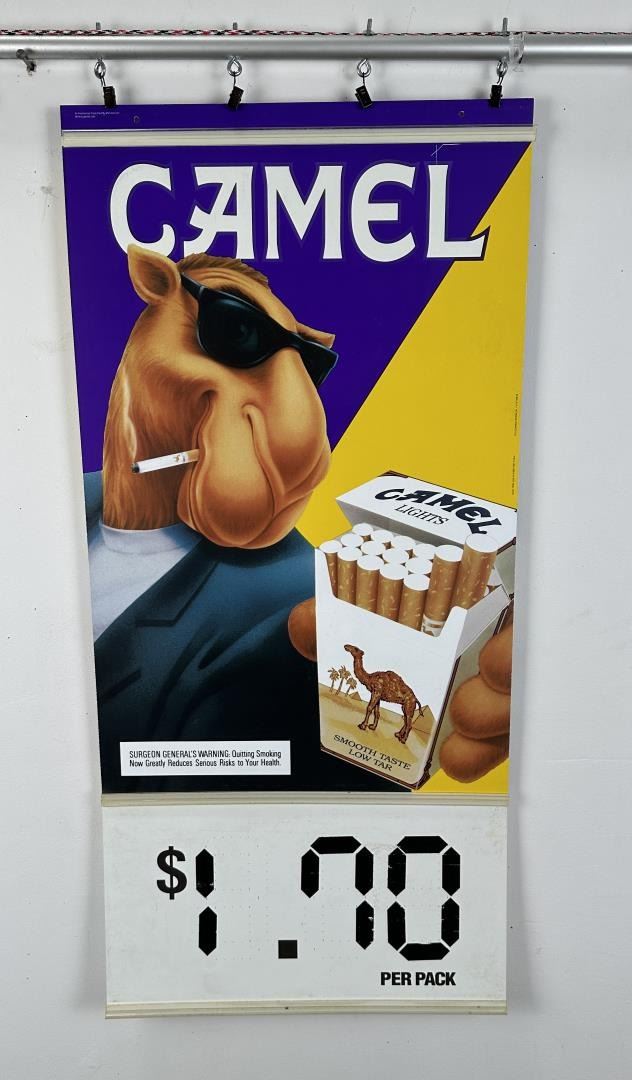 CAMEL
CAMEL
LIGHTS
SMOOTH TASTE
LOW TAR
SURGEON GENERAL'S WARNING: Quitting Smoking
Now Greatly Reduces Serious Risks to Your Health.
$1.70
PER PACK